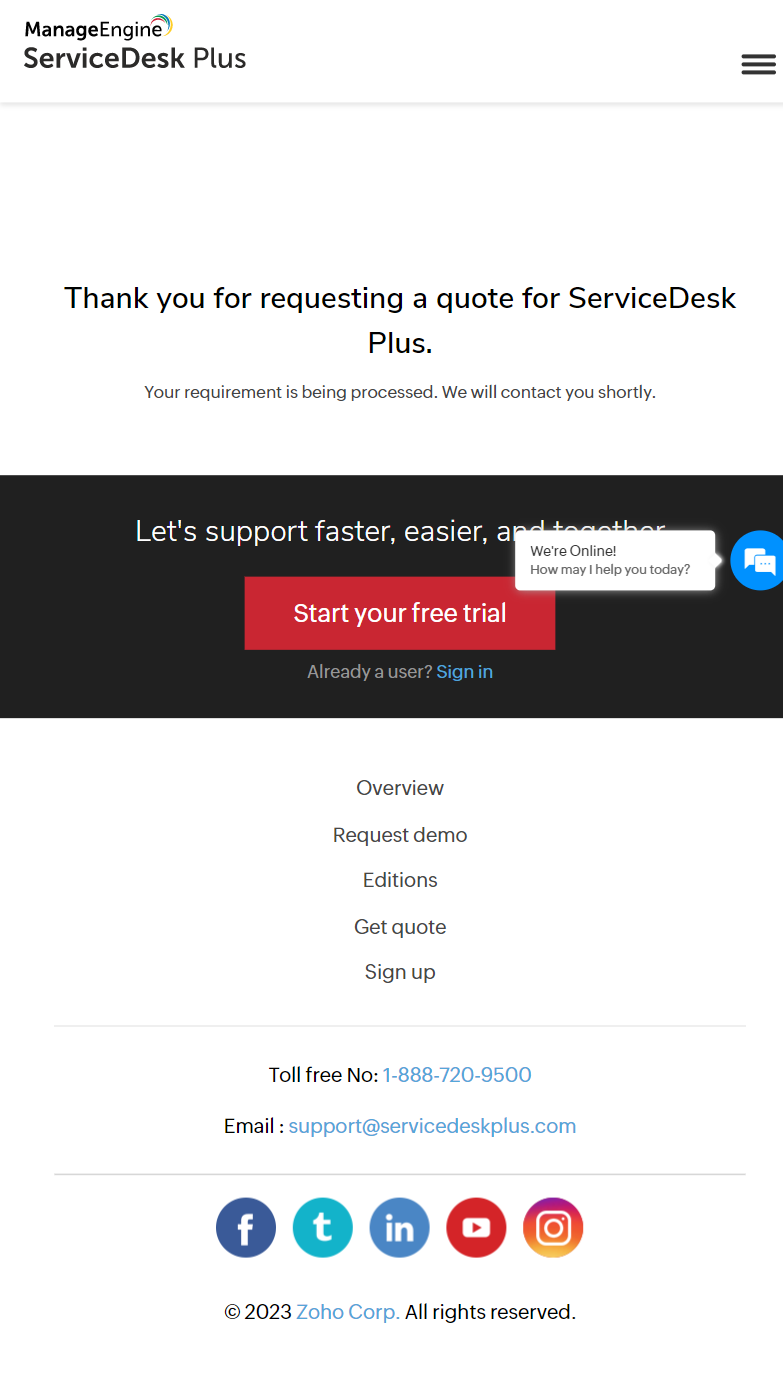 ManageEngine
ServiceDesk Plus
Thank you for requesting a quote for ServiceDesk
Plus.
Your requirement is being processed. We will contact you shortly.
Let's support faster, easier, and together
We're Online!
How may I help you today?
Start your free trial
Already a user? Sign in
Overview
Request demo
Editions
Get quote
Sign up
Toll free No: 1-888-720-9500
Email : support@servicedeskplus.com
© 2023 Zoho Corp. All rights reserved.